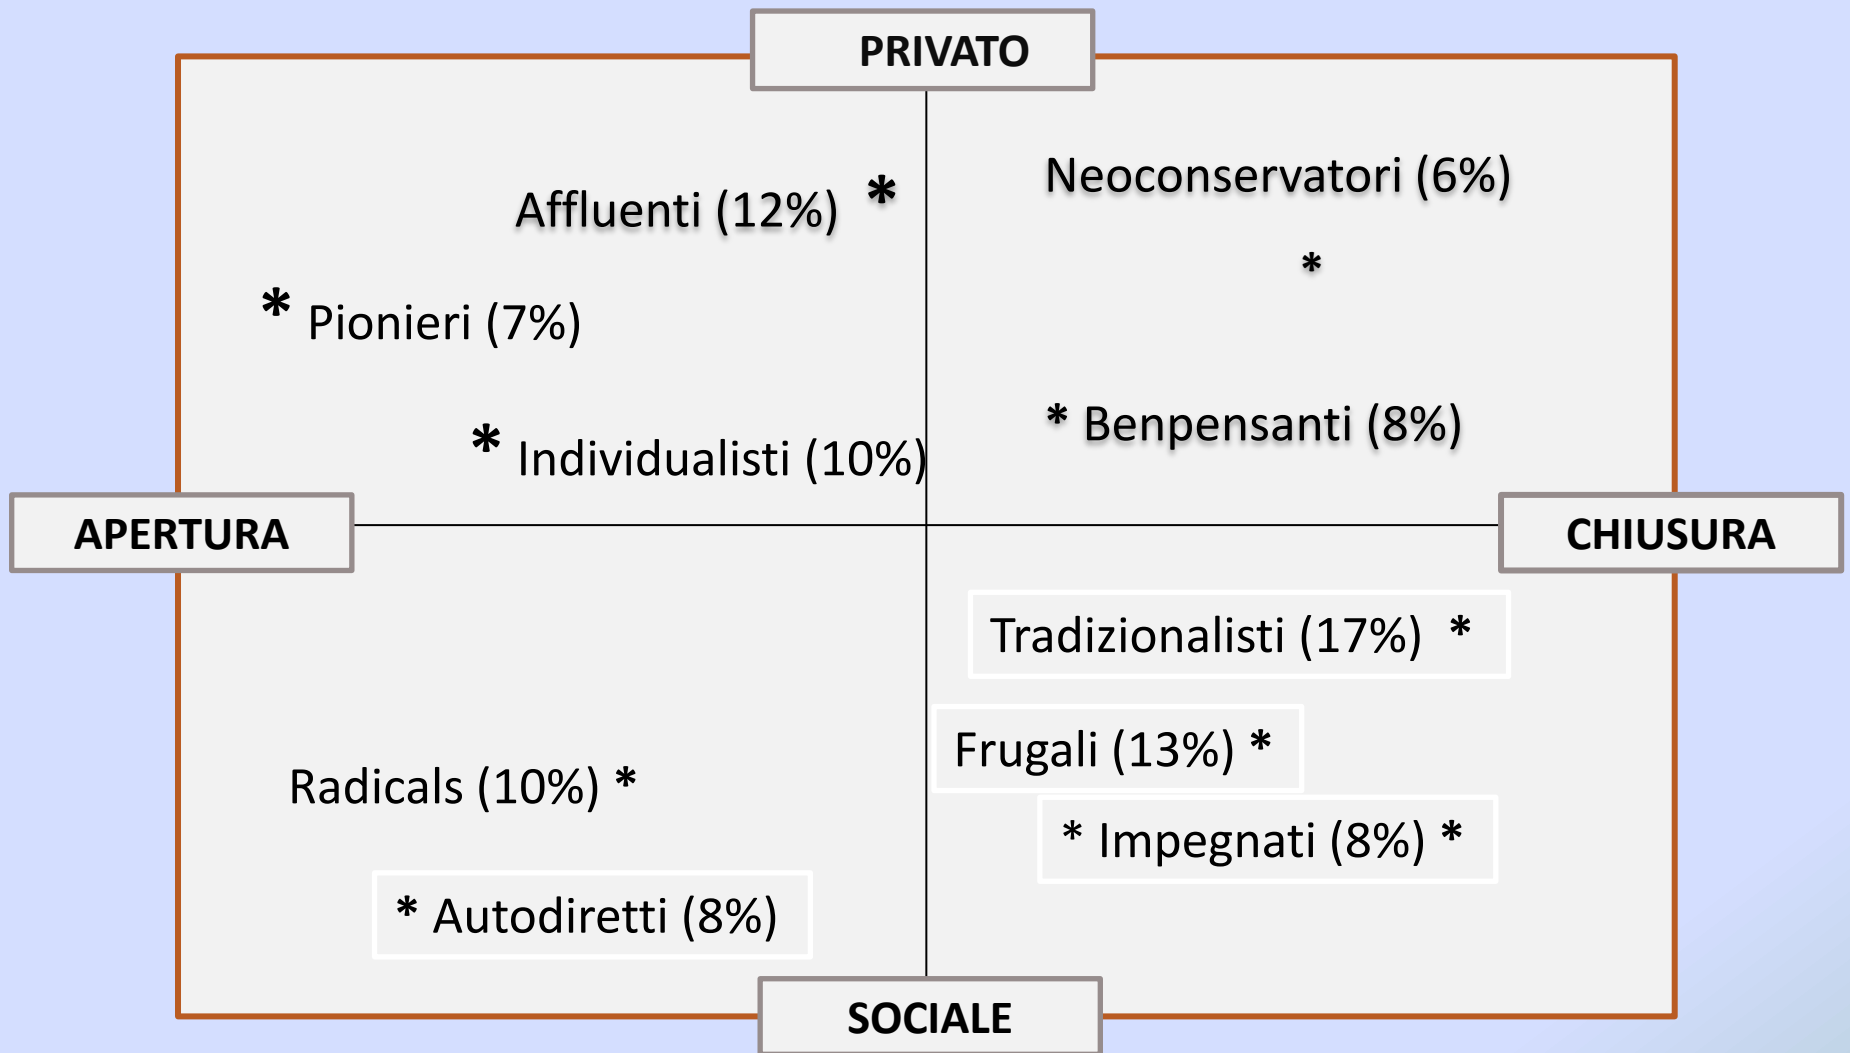 PRIVATO
Neoconservatori (6%)
Affluenti (12%) *
*
* Pionieri (7%)
* Benpensanti (8%)
* Individualisti (10%)
APERTURA
CHIUSURA
Tradizionalisti (17%) *
Frugali (13%) *
Radicals (10%) *
* Impegnati (8%) *
* Autodiretti (8%)
SOCIALE